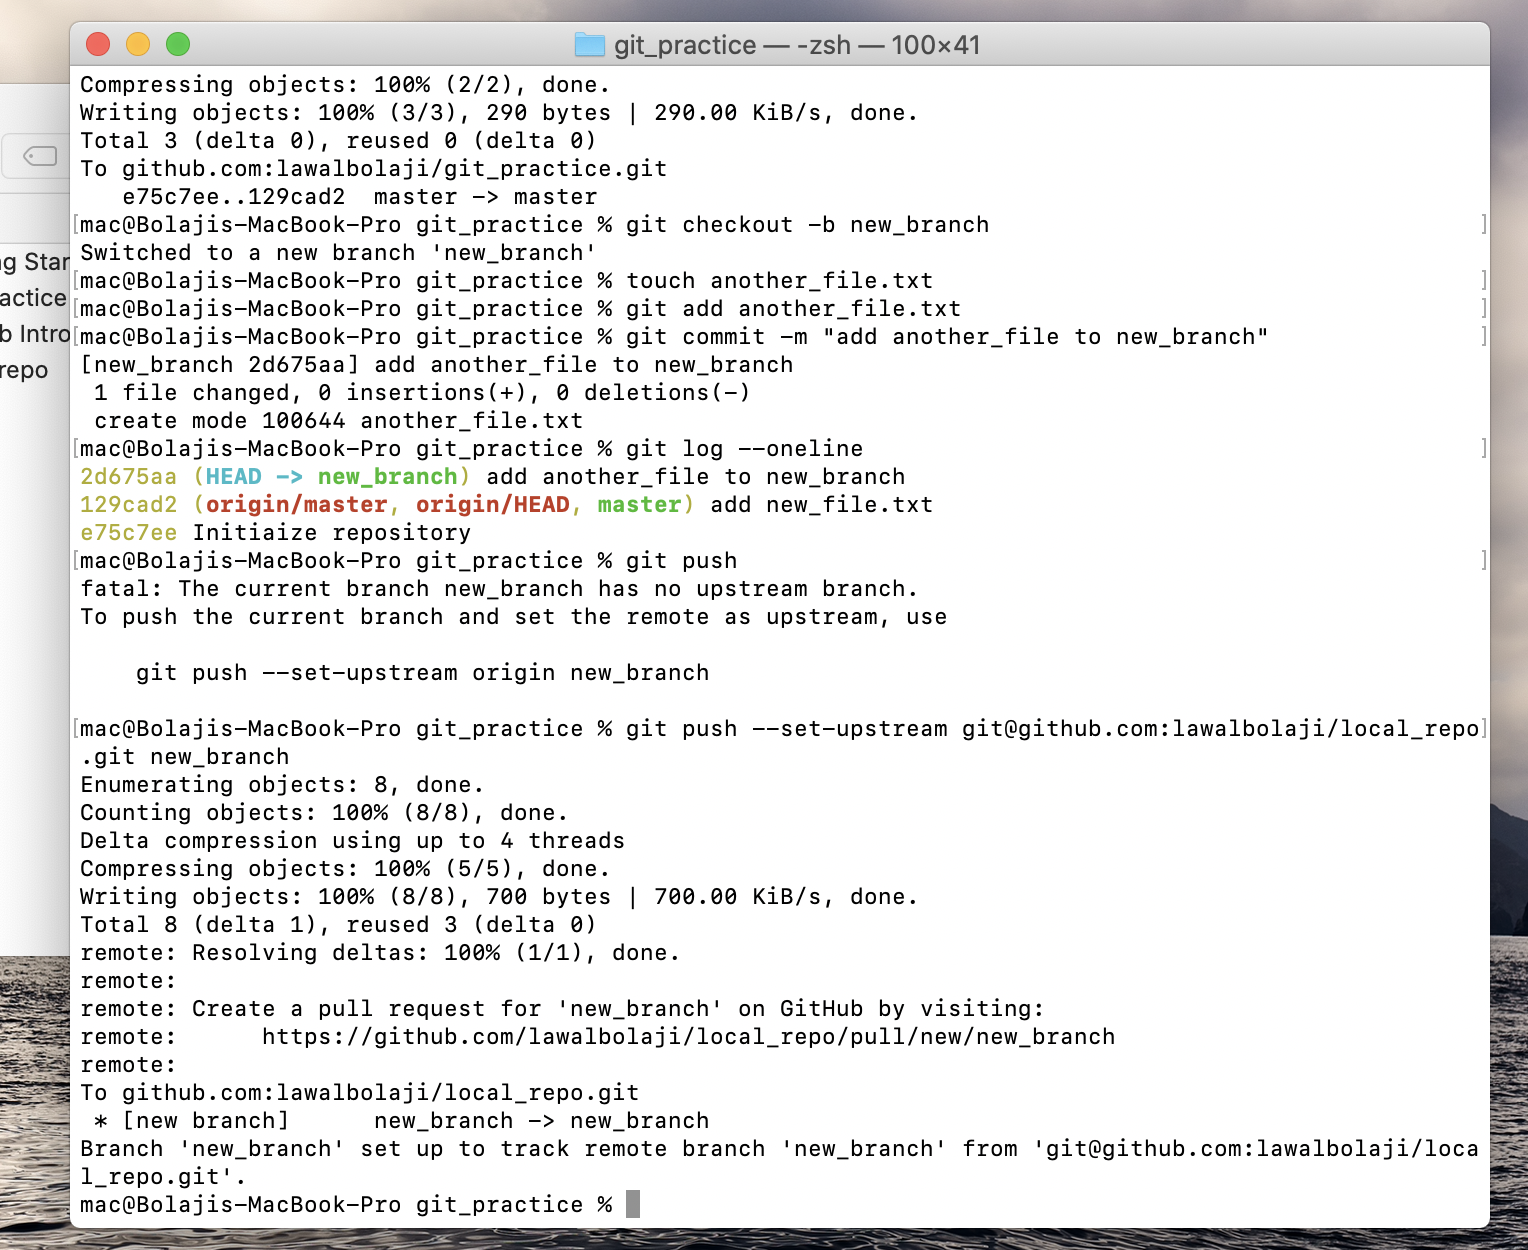 git_practice — -zsh — 100×41
Compressing objects: 100% (2/2), done.
Writing objects: 100% (3/3), 290 bytes | 290.00 KiB/s, done.
Total 3 (delta 0), reused 0 (delta 0)
To github.com:lawalbolaji/git_practice.git
   e75c7ee..129cad2  master -> master
[mac@Bolajis-MacBook-Pro git_practice % git checkout -b new_branch ]
Switched to a new branch 'new_branch'
[mac@Bolajis-MacBook-Pro git_practice % touch another_file.txt ]
[mac@Bolajis-MacBook-Pro git_practice % git add another_file.txt ]
[mac@Bolajis-MacBook-Pro git_practice % git commit -m "add another_file to new_branch" ]
[new_branch 2d675aa] add another_file to new_branch
 1 file changed, 0 insertions(+), 0 deletions(-)
 create mode 100644 another_file.txt
[mac@Bolajis-MacBook-Pro git_practice % git log --oneline ]
2d675aa (HEAD -> new_branch) add another_file to new_branch
129cad2 (origin/master, origin/HEAD, master) add new_file.txt
e75c7ee Initiaize repository
[mac@Bolajis-MacBook-Pro git_practice % git push ]
fatal: The current branch new_branch has no upstream branch.
To push the current branch and set the remote as upstream, use
    git push --set-upstream origin new_branch
[mac@Bolajis-MacBook-Pro git_practice % git push --set-upstream git@github.com:lawalbolaji/local_repo]
.git new_branch
Enumerating objects: 8, done.
Counting objects: 100% (8/8), done.
Delta compression using up to 4 threads
Compressing objects: 100% (5/5), done.
Writing objects: 100% (8/8), 700 bytes | 700.00 KiB/s, done.
Total 8 (delta 1), reused 3 (delta 0)
remote: Resolving deltas: 100% (1/1), done.
remote:
remote: Create a pull request for 'new_branch' on GitHub by visiting:
remote:      https://github.com/lawalbolaji/local_repo/pull/new/new_branch
remote:
To github.com:lawalbolaji/local_repo.git
 * [new branch]      new_branch -> new_branch
Branch 'new_branch' set up to track remote branch 'new_branch' from 'git@github.com:lawalbolaji/loca
l_repo.git'.
mac@Bolajis-MacBook-Pro git_practice %
g Star
actice
b Intro
repo